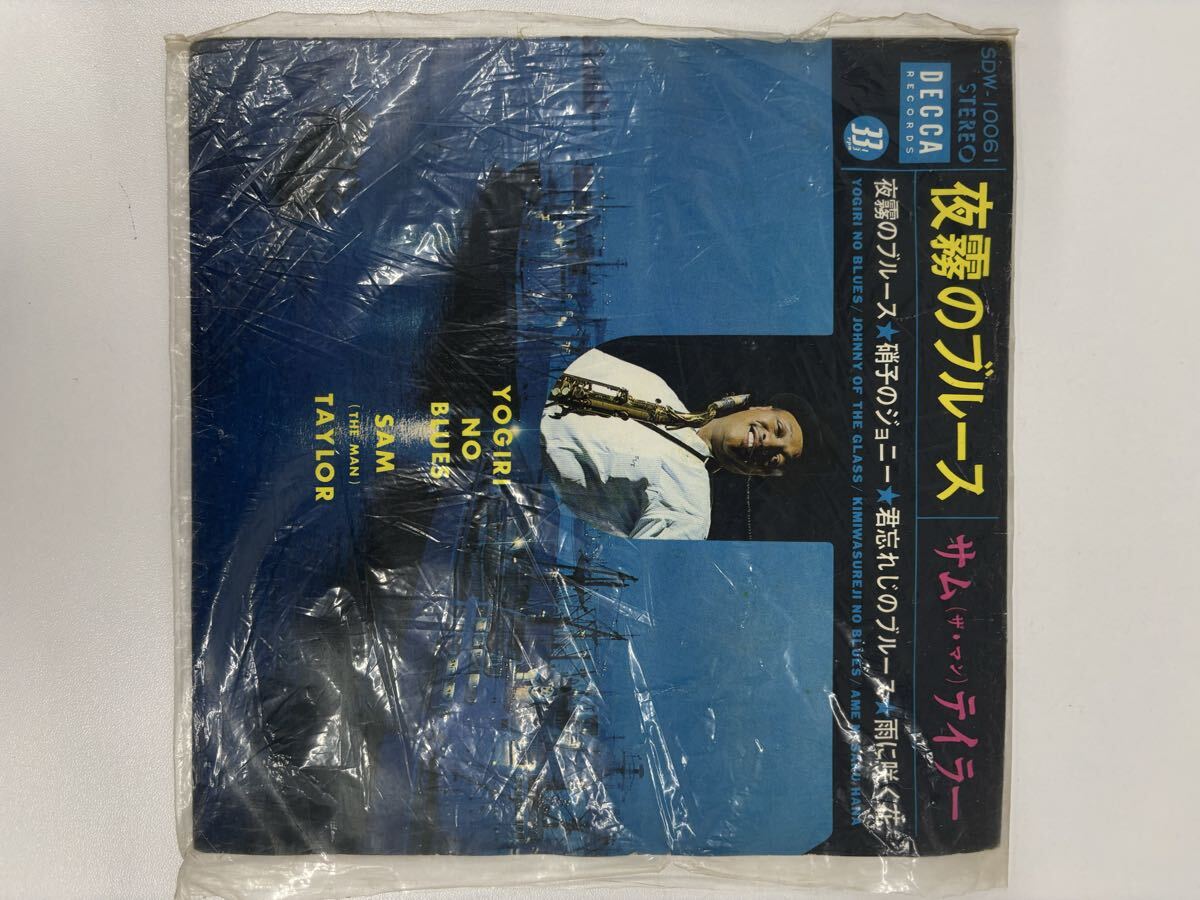 SDW-10061
STEREO
DECCA
RECORDS
33⅓
rpm
夜霧のブルース
サム(ザ・マン)テイラー
夜霧のブルース★硝子のジョニー★君忘れじのブルース★雨に咲く花
YOGIRI NO BLUES / JOHNNY OF THE GLASS / KIMIWASUREJI NO BLUES / AME NI SAKU HANA
YOGIRI
NO
BLUES
SAM
(THE MAN)
TAYLOR